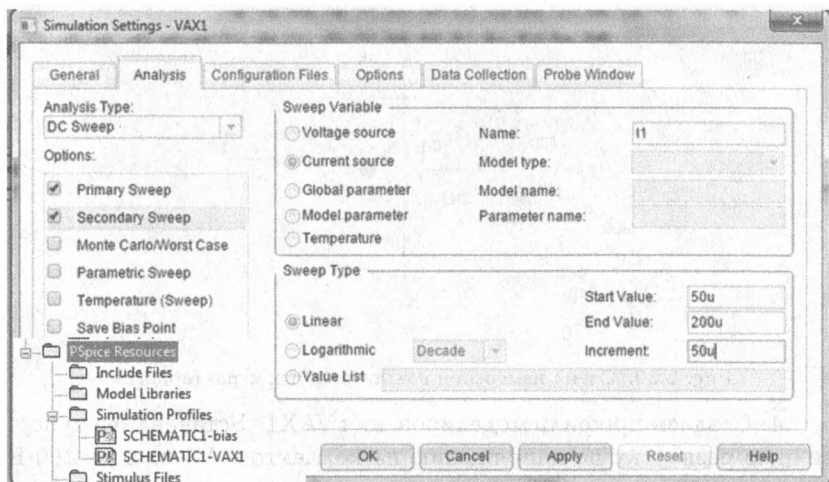 Simulation Settings - VAX1
General
Analysis
Configuration Files
Options
Data Collection
Probe Window
Analysis Type:
DC Sweep
Options:
Primary Sweep
Secondary Sweep
Monte Carlo/Worst Case
Parametric Sweep
Temperature (Sweep)
Save Bias Point
Sweep Variable
Voltage source
Current source
Global parameter
Model parameter
Temperature
Name:
I1
Model type:
Model name:
Parameter name:
Sweep Type
Linear
Logarithmic
Decade
Value List
Start Value:
50u
End Value:
200u
Increment:
50u
PSpice Resources
Include Files
Model Libraries
Simulation Profiles
SCHEMATIC1-bias
SCHEMATIC1-VAX1
Stimulus Files
OK
Cancel
Apply
Reset
Help